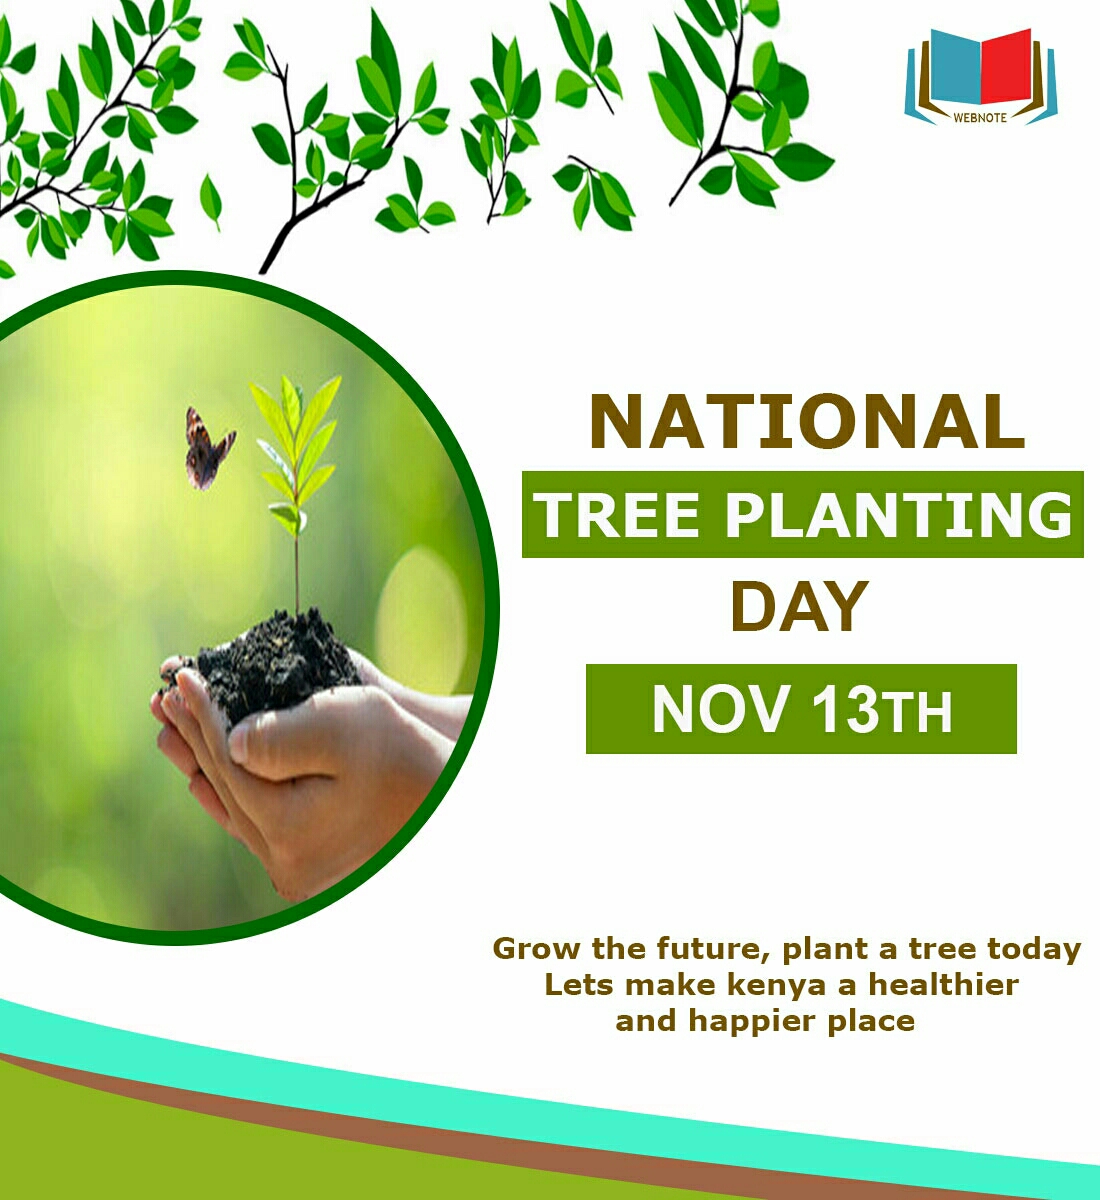 WEBNOTE
NATIONAL
TREE PLANTING
DAY
NOV 13TH
Grow the future, plant a tree today
Lets make kenya a healthier
and happier place